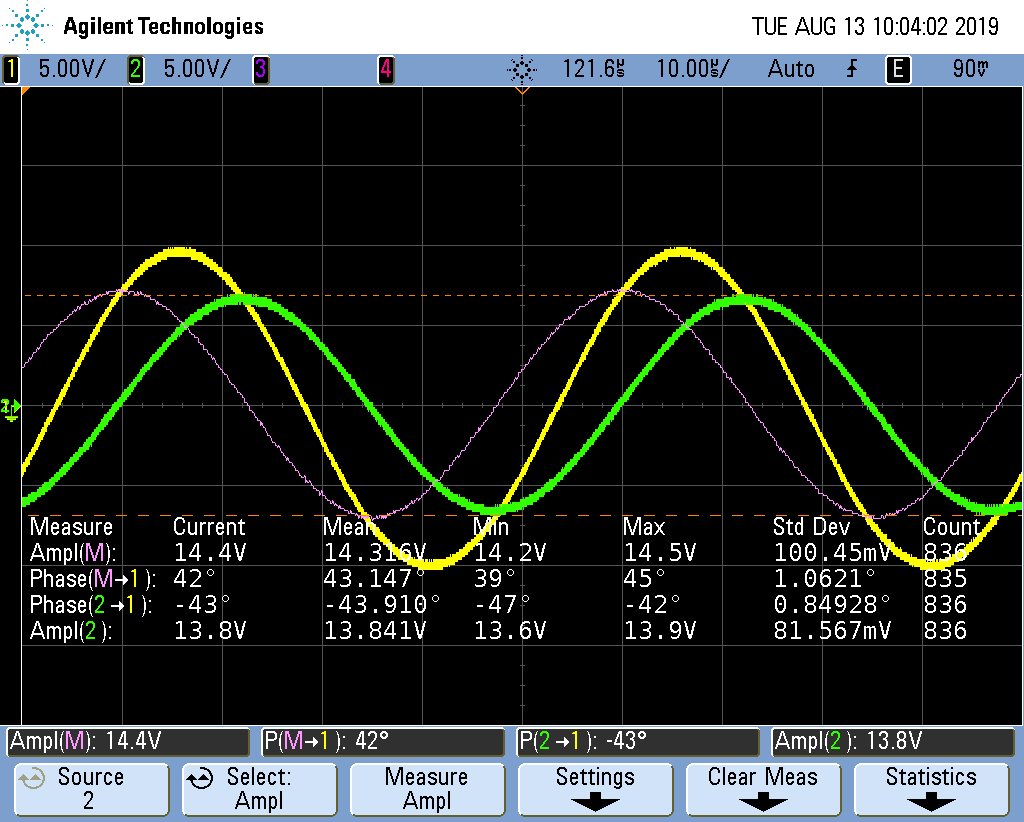 Agilent Technologies TUE AUG 13 10:04:02 2019
1 5.00V/ 2 5.00V/ 3 4 121.6µs 10.00µs/ Auto E 90mV
Measure Current Mean Min Max Std Dev Count
Ampl(M): 14.4V 14.316V 14.2V 14.5V 100.45mV 836
Phase(M→1): 42° 43.147° 39° 45° 1.0621° 835
Phase(2→1): -43° -43.910° -47° -42° 0.84928° 836
Ampl(2): 13.8V 13.841V 13.6V 13.9V 81.567mV 836
Ampl(M): 14.4V P(M→1): 42° P(2→1): -43° Ampl(2): 13.8V
Source Select: Measure Settings Clear Meas Statistics
2 Ampl Ampl